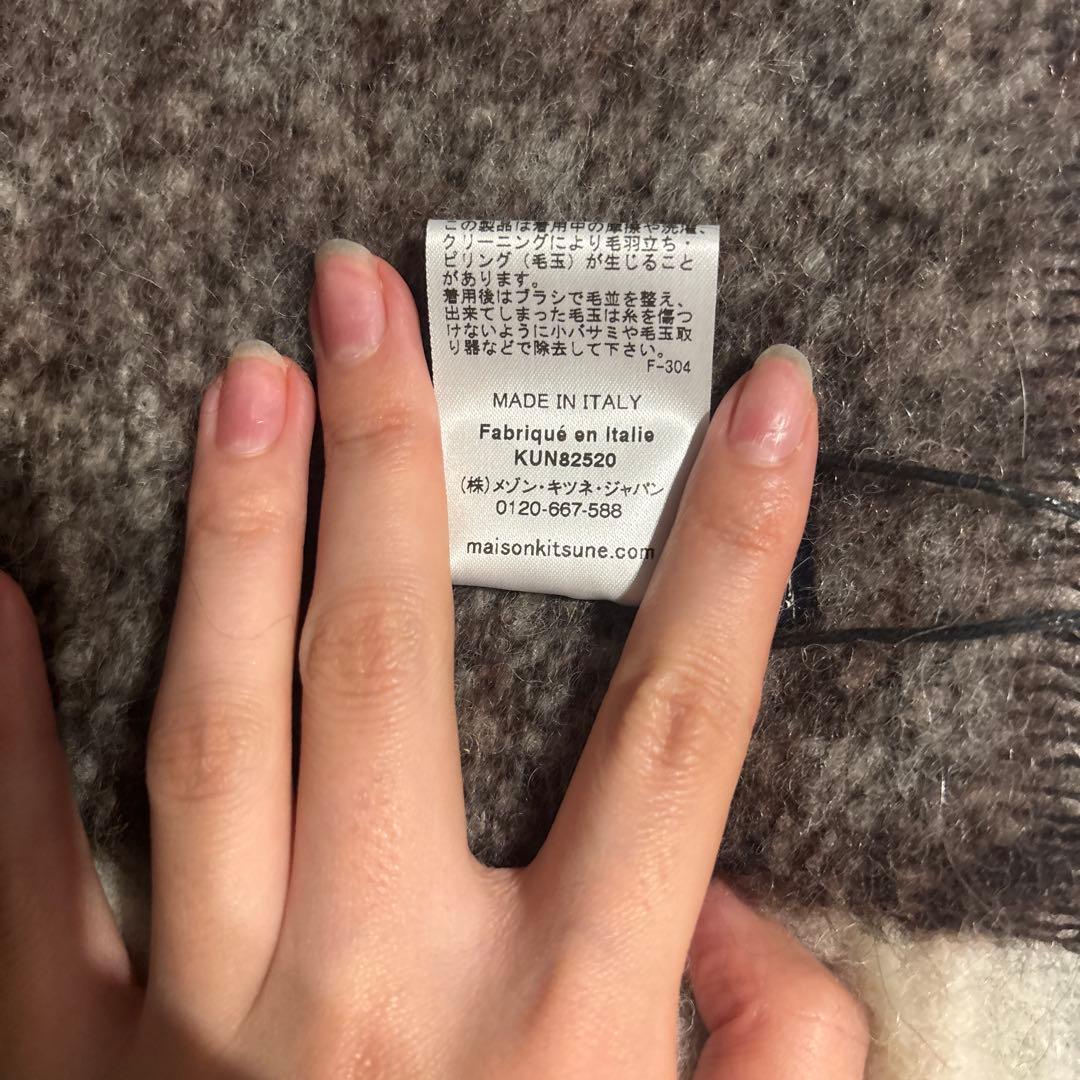 この製品は着用中の摩擦や洗濯、
クリーニングにより毛羽立ち・
ピリング（毛玉）が生じること
があります。
着用後はブラシで毛並を整え、
出来てしまった毛玉は糸を傷つ
けないように小バサミや毛玉取
り器などで除去して下さい。
F-304
MADE IN ITALY
Fabriqué en Italie
KUN82520
(株)メゾン・キツネ・ジャパン
0120-667-588
maisonkitsune.com